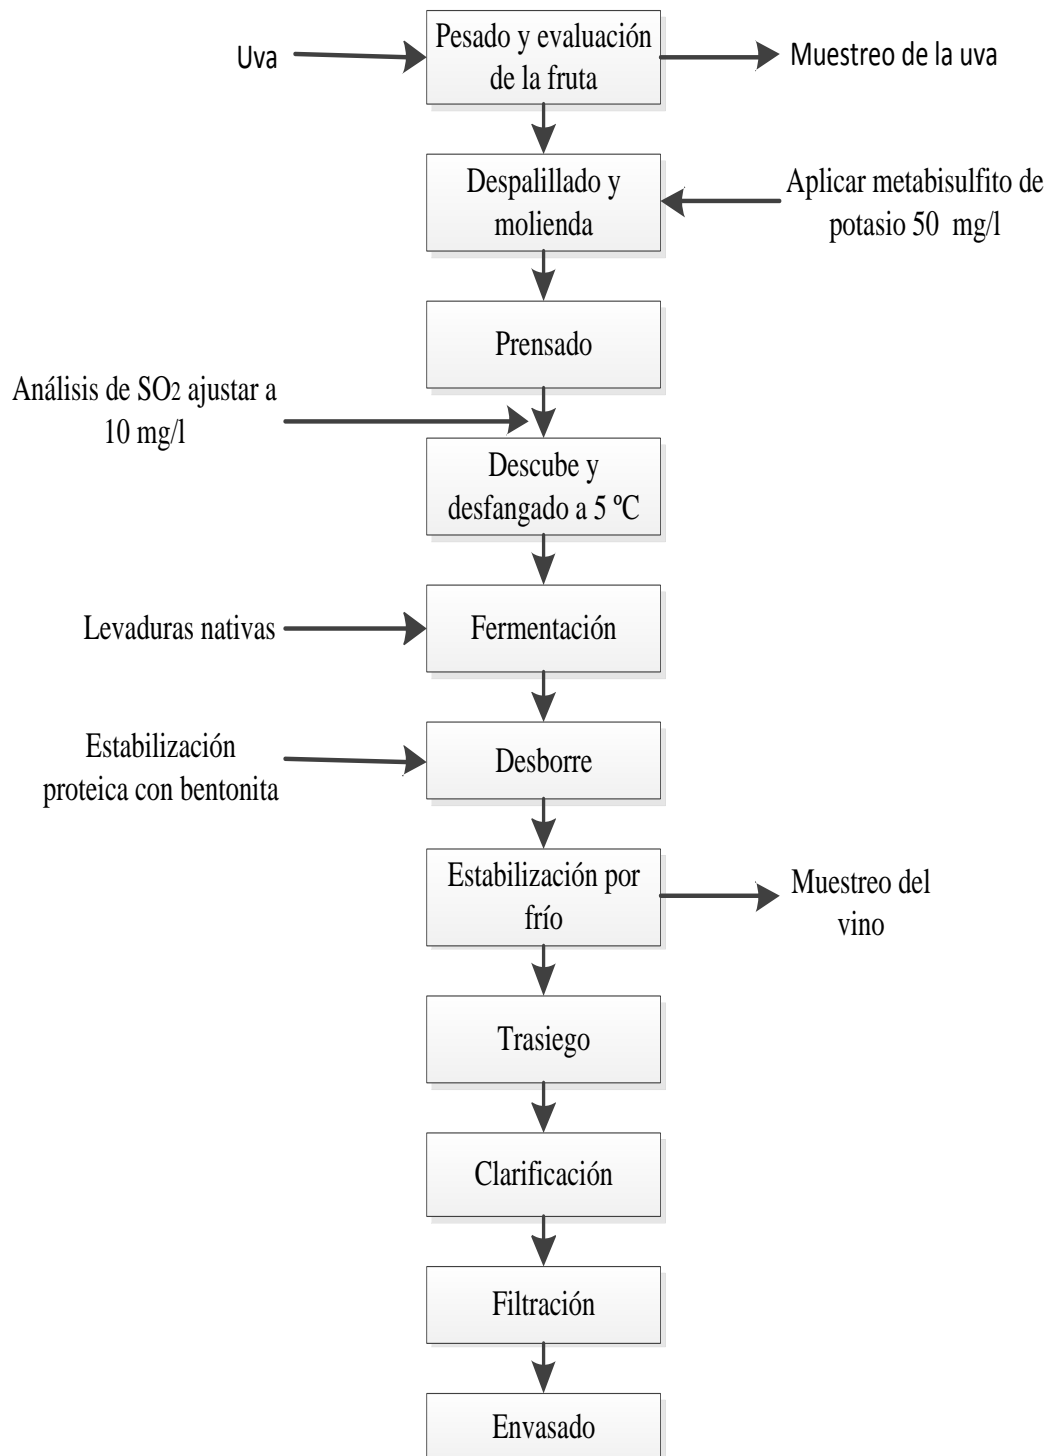 Uva
Pesado y evaluación
de la fruta
Muestreo de la uva
Despalillado y
molienda
Aplicar metabisulfito de
potasio 50 mg/l
Prensado
Análisis de SO2 ajustar a
10 mg/l
Descube y
desfangado a 5 ºC
Levaduras nativas
Fermentación
Estabilización
proteica con bentonita
Desborre
Estabilización por
frío
Muestreo del
vino
Trasiego
Clarificación
Filtración
Envasado